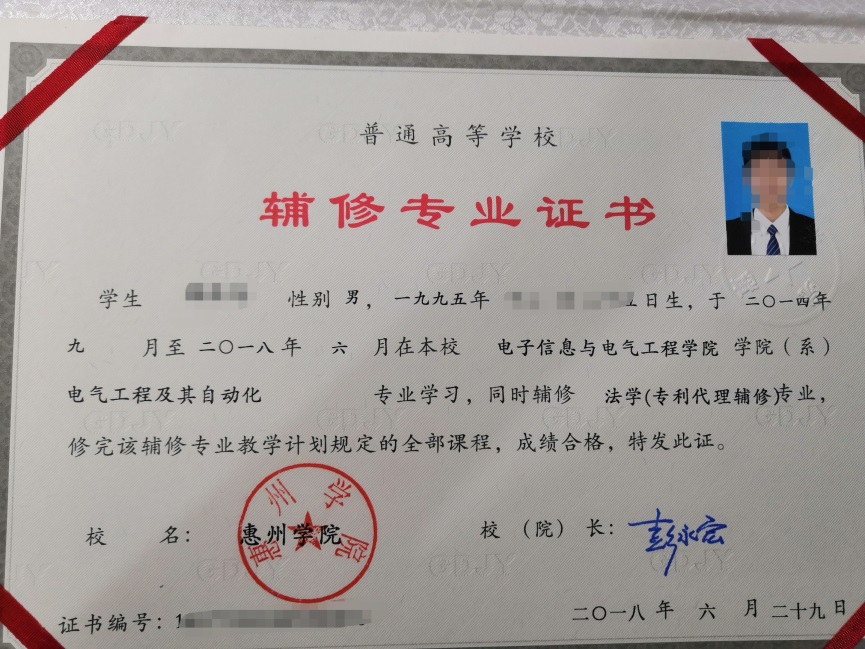 普通高等学校
辅修专业证书
学生 性别 男，一九九五年 日生，于 二〇一四年
九 月至 二〇一八 年 六 月在本校 电子信息与电气工程学院 学院（系）
电气工程及其自动化 专业学习，同时辅修 法学(专利代理辅修)专业，
修完该辅修专业教学计划规定的全部课程，成绩合格，特发此证。
校 名：惠州学院 校（院）长：彭永宏
惠州学院
证书编号：1 二〇一八 年 六 月 二十九 日
GDJY